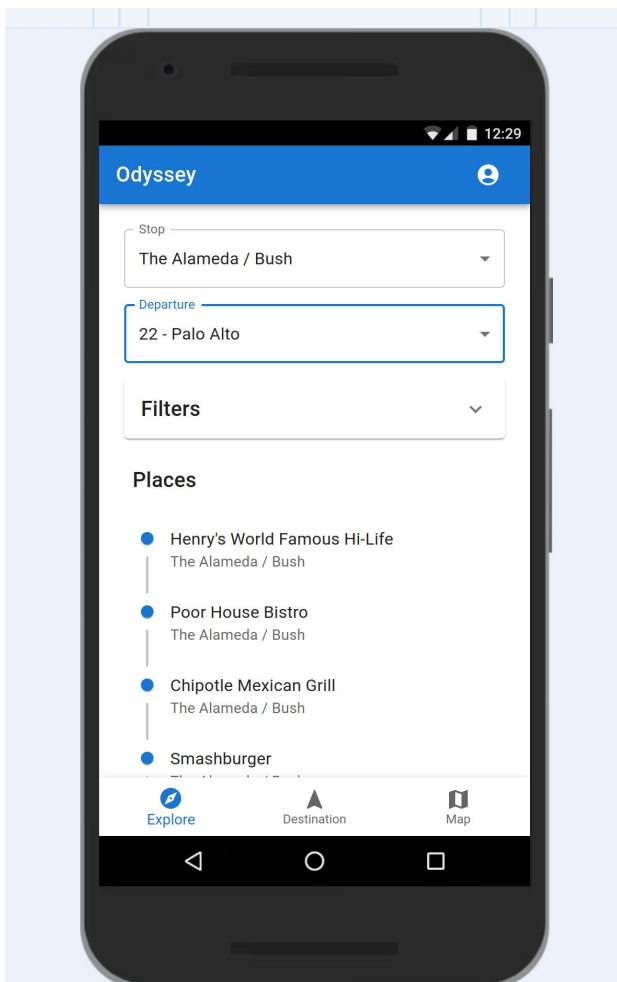 12:29
Odyssey
Stop
The Alameda / Bush
Departure
22 - Palo Alto
Filters
Places
Henry's World Famous Hi-Life
The Alameda / Bush
Poor House Bistro
The Alameda / Bush
Chipotle Mexican Grill
The Alameda / Bush
Smashburger
Explore
Destination
Map